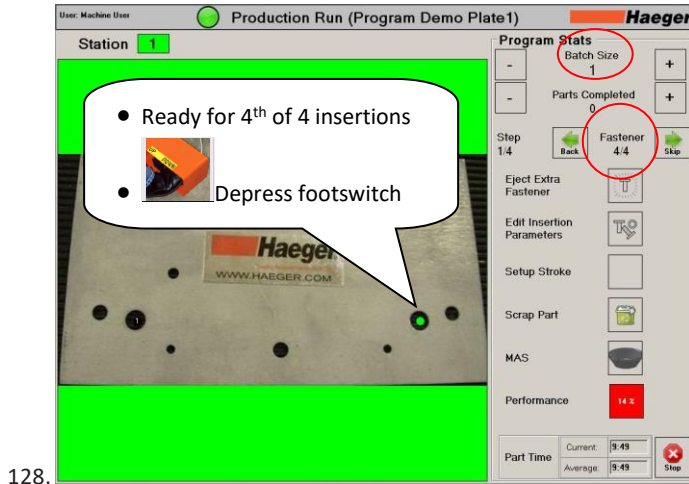 User: Machine User
Production Run (Program Demo Plate1)
Haeger
Station 1
Program Stats
Batch Size
- 1 +
Parts Completed
- 0 +
Step
1/4
Back
Fastener
4/4
Skip
Eject Extra
Fastener
Edit Insertion
Parameters
Setup Stroke
Scrap Part
MAS
Performance
14 %
Part Time
Current: 9:49
Average: 9:49
Stop
• Ready for 4th of 4 insertions
UP DOWN
• Depress footswitch
Haeger
WWW.HAEGER.COM
1
128.